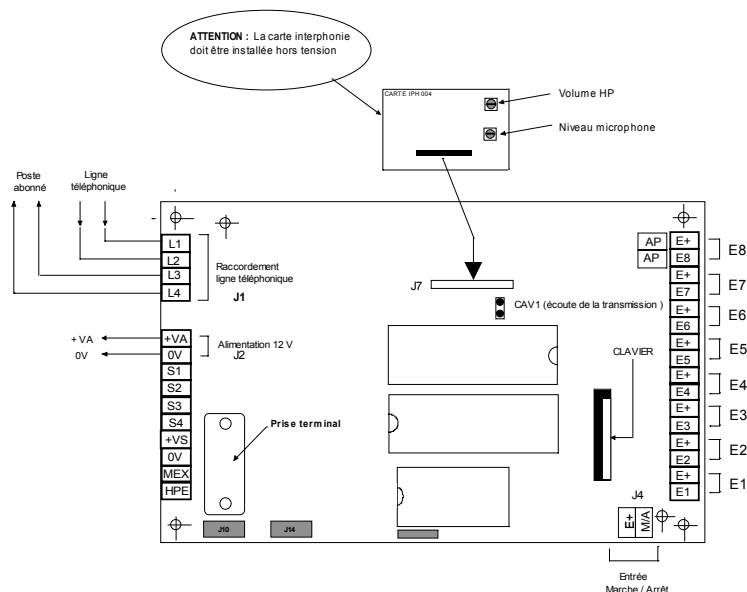 ATTENTION : La carte interphonie
doit être installée hors tension
CARTE IPH 004
Volume HP
Niveau microphone
Poste
abonné
Ligne
téléphonique
L1
L2
L3
L4
Raccordement
ligne téléphonique
J1
+ VA
0V
+VA
0V
Alimentation 12 V
J2
S1
S2
S3
S4
+VS
0V
MEX
HPE
Prise terminal
J10
J14
J7
CAV1 (écoute de la transmission )
CLAVIER
AP
AP
E+
E8
E8
E+
E7
E7
E+
E6
E6
E+
E5
E5
E+
E4
E4
E+
E3
E3
E+
E2
E2
E+
E1
E1
J4
E+
M/A
Entrée
Marche / Arrêt